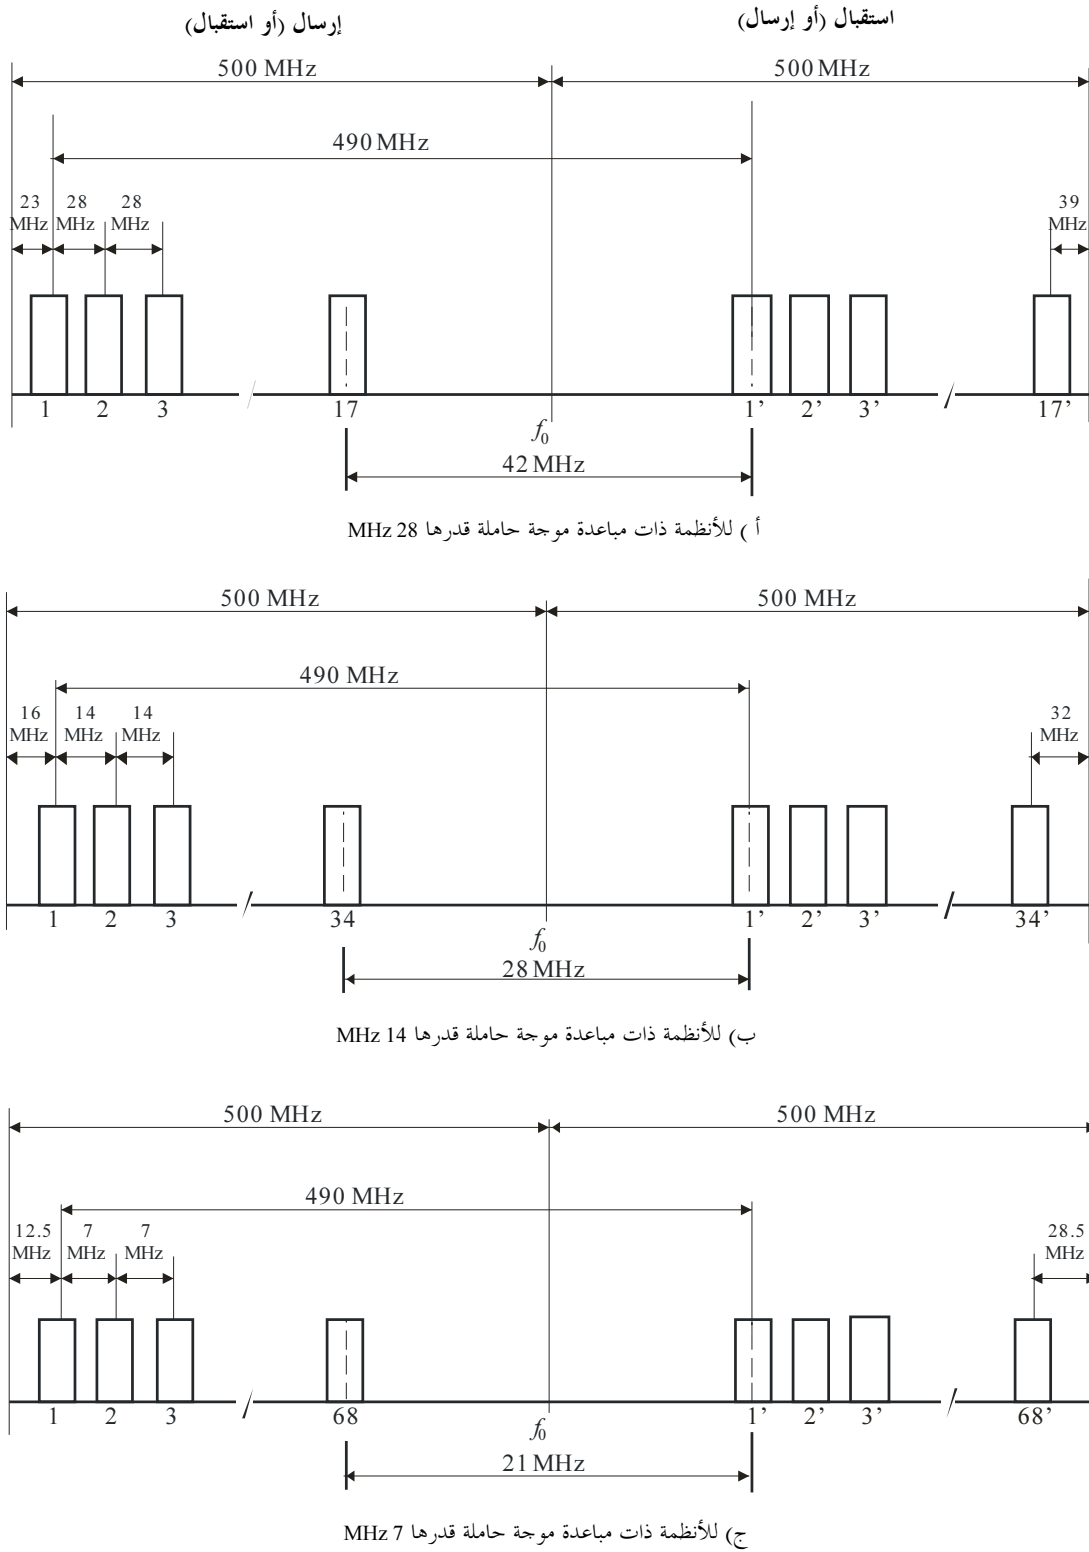 إرسال (أو استقبال) استقبال (أو إرسال)
500 MHz 500 MHz
490 MHz
23 28 28 39
MHz MHz MHz MHz
1 2 3 17 1’ 2’ 3’ 17’
f0
42 MHz
أ ) للأنظمة ذات مباعدة موجة حاملة قدرها 28 MHz
500 MHz 500 MHz
490 MHz
16 14 14 32
MHz MHz MHz MHz
1 2 3 34 1’ 2’ 3’ 34’
f0
28 MHz
ب) للأنظمة ذات مباعدة موجة حاملة قدرها 14 MHz
500 MHz 500 MHz
490 MHz
12.5 7 7 28.5
MHz MHz MHz MHz
1 2 3 68 1’ 2’ 3’ 68’
f0
21 MHz
ج) للأنظمة ذات مباعدة موجة حاملة قدرها 7 MHz